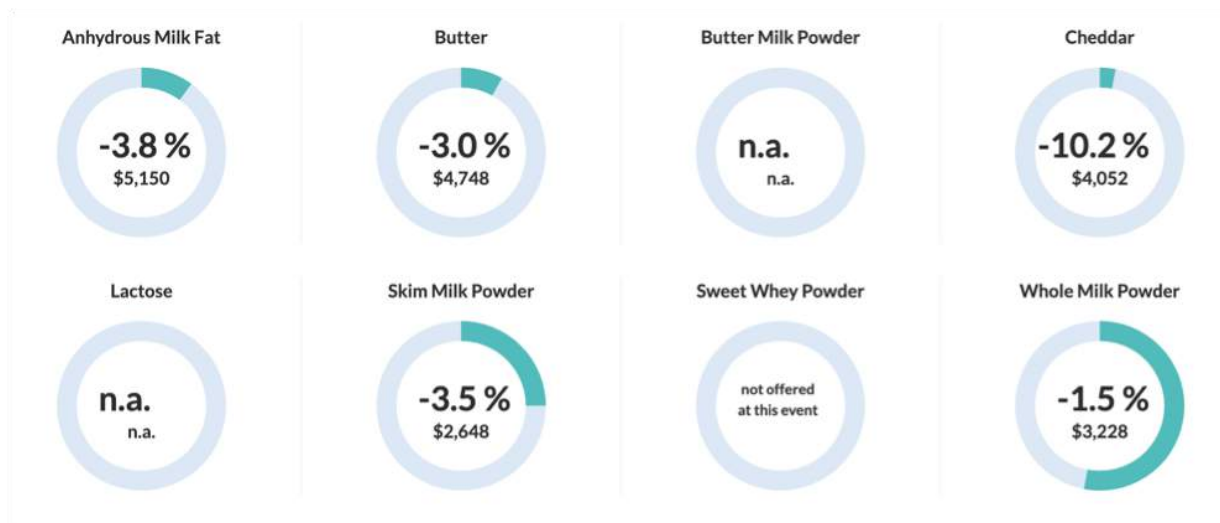 Anhydrous Milk Fat
-3.8 %
$5,150
Butter
-3.0 %
$4,748
Butter Milk Powder
n.a.
n.a.
Cheddar
-10.2 %
$4,052
Lactose
n.a.
n.a.
Skim Milk Powder
-3.5 %
$2,648
Sweet Whey Powder
not offered
at this event
Whole Milk Powder
-1.5 %
$3,228